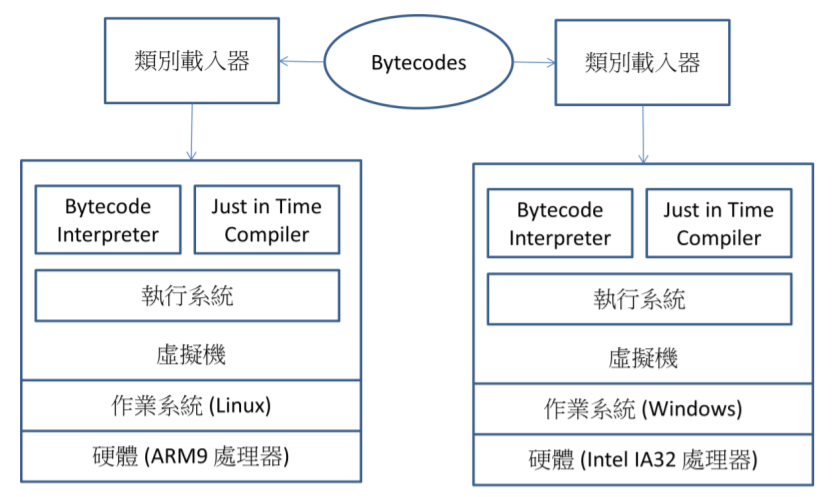 類別載入器
Bytecodes
類別載入器
Bytecode
Interpreter
Just in Time
Compiler
執行系統
虛擬機
作業系統 (Linux)
硬體 (ARM9 處理器)
Bytecode
Interpreter
Just in Time
Compiler
執行系統
虛擬機
作業系統 (Windows)
硬體 (Intel IA32 處理器)